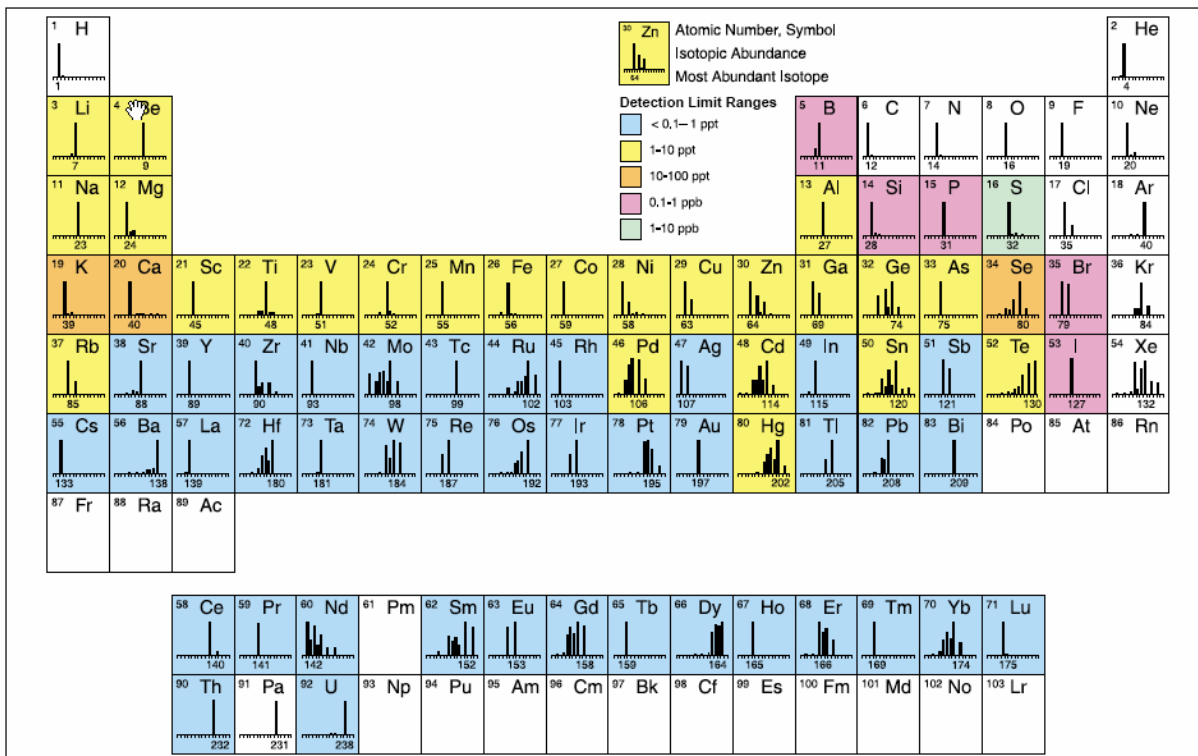 1 H
1
30 Zn
64
Atomic Number, Symbol
Isotopic Abundance
Most Abundant Isotope
2 He
4
Detection Limit Ranges
< 0.1– 1 ppt
1-10 ppt
10-100 ppt
0.1-1 ppb
1-10 ppb
3 Li 4 Be 5 B 6 C 7 N 8 O 9 F 10 Ne
7 9 11 12 14 16 19 20
11 Na 12 Mg 13 Al 14 Si 15 P 16 S 17 Cl 18 Ar
23 24 27 28 31 32 35 40
19 K 20 Ca 21 Sc 22 Ti 23 V 24 Cr 25 Mn 26 Fe 27 Co 28 Ni 29 Cu 30 Zn 31 Ga 32 Ge 33 As 34 Se 35 Br 36 Kr
39 40 45 48 51 52 55 56 59 58 63 64 69 74 75 80 79 84
37 Rb 38 Sr 39 Y 40 Zr 41 Nb 42 Mo 43 Tc 44 Ru 45 Rh 46 Pd 47 Ag 48 Cd 49 In 50 Sn 51 Sb 52 Te 53 I 54 Xe
85 88 89 90 93 98 99 102 103 106 107 114 115 120 121 130 127 132
55 Cs 56 Ba 57 La 72 Hf 73 Ta 74 W 75 Re 76 Os 77 Ir 78 Pt 79 Au 80 Hg 81 Tl 82 Pb 83 Bi 84 Po 85 At 86 Rn
133 138 139 180 181 184 187 192 193 195 197 202 205 208 209
87 Fr 88 Ra 89 Ac
58 Ce 59 Pr 60 Nd 61 Pm 62 Sm 63 Eu 64 Gd 65 Tb 66 Dy 67 Ho 68 Er 69 Tm 70 Yb 71 Lu
140 141 142 152 153 158 159 164 165 166 169 174 175
90 Th 91 Pa 92 U 93 Np 94 Pu 95 Am 96 Cm 97 Bk 98 Cf 99 Es 100 Fm 101 Md 102 No 103 Lr
232 231 238